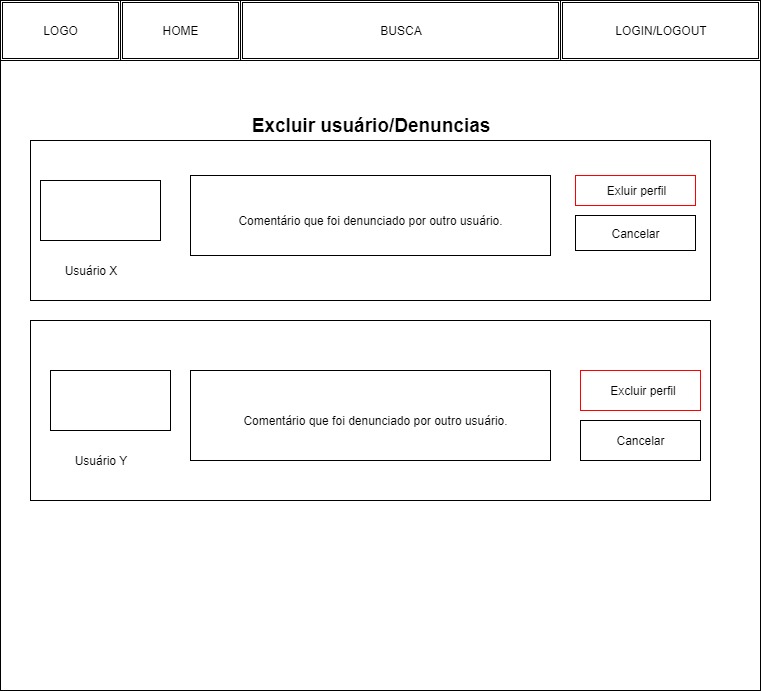 LOGO
HOME
BUSCA
LOGIN/LOGOUT
Excluir usuário/Denuncias
Comentário que foi denunciado por outro usuário.
Exluir perfil
Cancelar
Usuário X
Comentário que foi denunciado por outro usuário.
Excluir perfil
Cancelar
Usuário Y